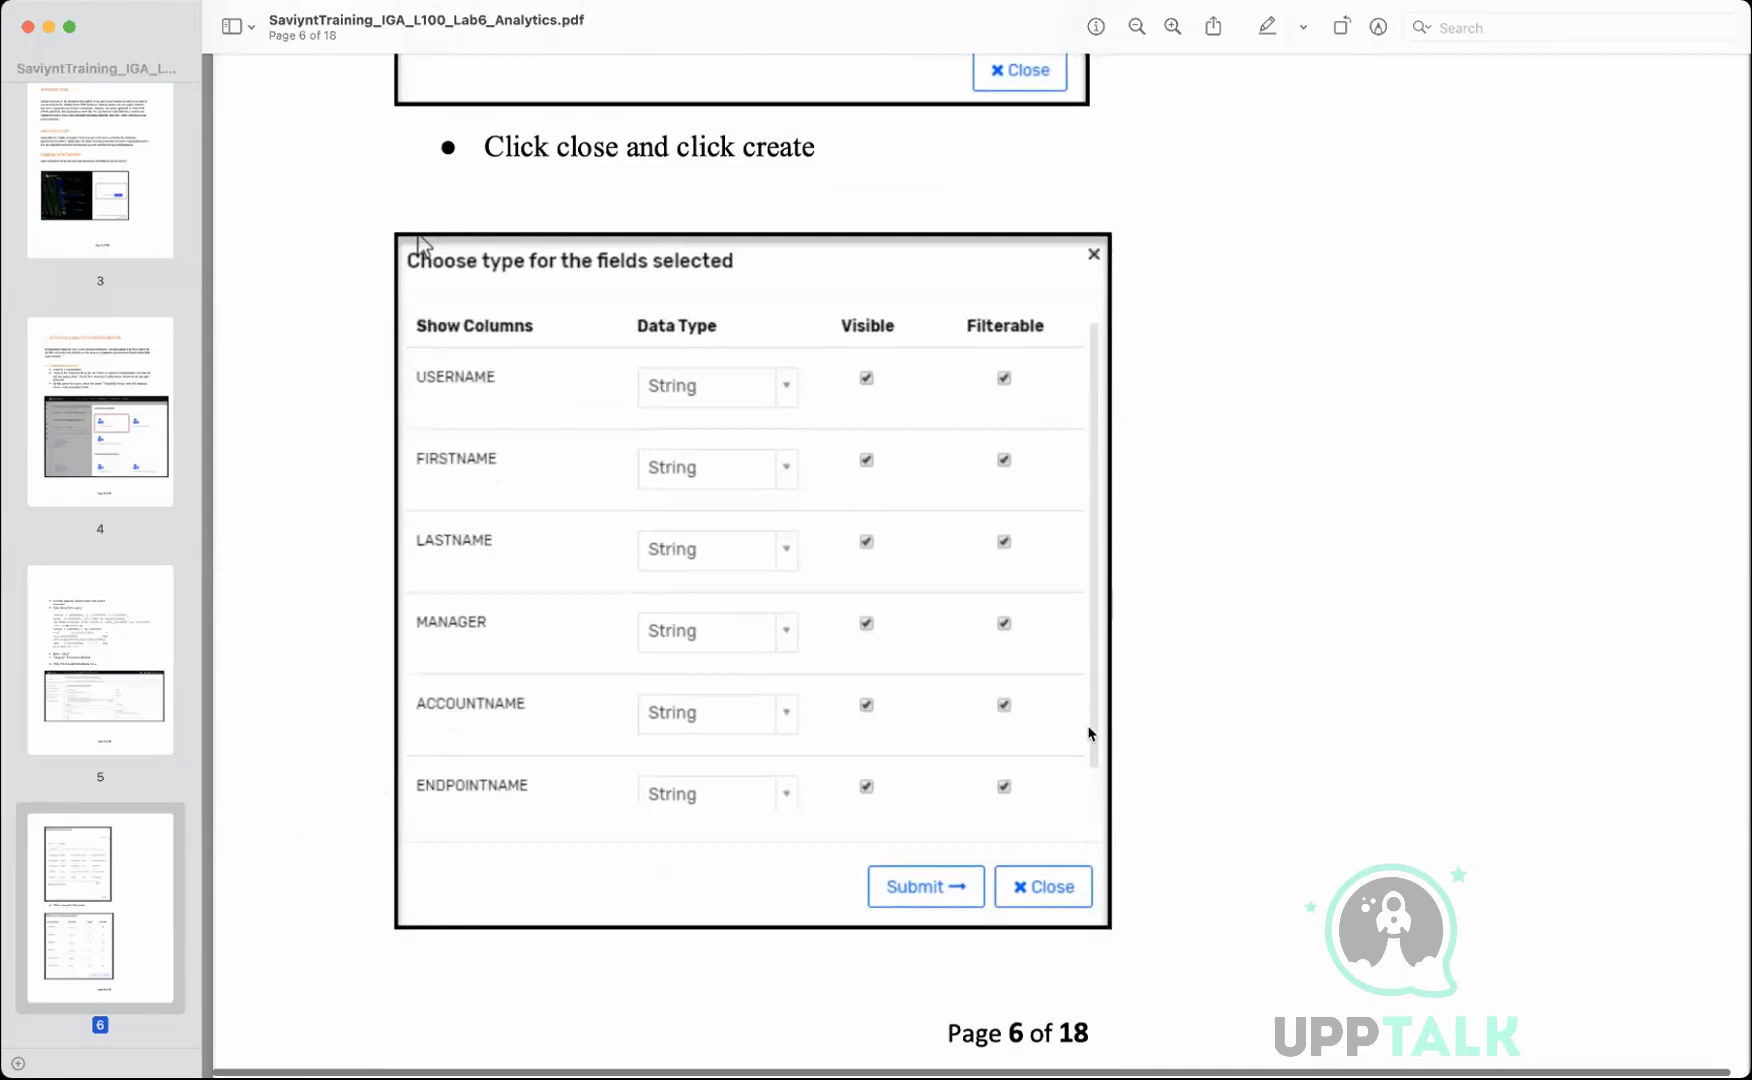 SaviyntTraining_IGA_L100_Lab6_Analytics.pdf
Page 6 of 18
Search
SaviyntTraining_IGA_L...
3
4
5
6
Close
● Click close and click create
Choose type for the fields selected
Show Columns Data Type Visible Filterable
USERNAME String
FIRSTNAME String
LASTNAME String
MANAGER String
ACCOUNTNAME String
ENDPOINTNAME String
Submit → Close
Page 6 of 18
UPPTALK